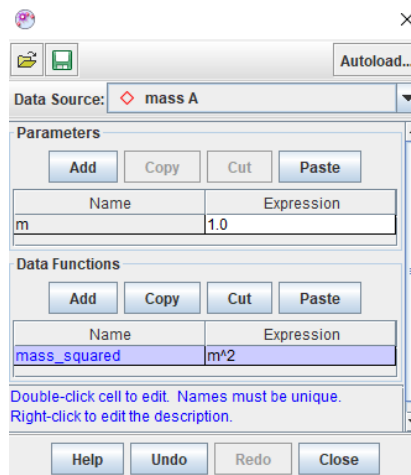 Autoload...
Data Source: mass A
Parameters
Add Copy Cut Paste
Name Expression
m 1.0
Data Functions
Add Copy Cut Paste
Name Expression
mass_squared m^2
Double-click cell to edit. Names must be unique.
Right-click to edit the description.
Help Undo Redo Close